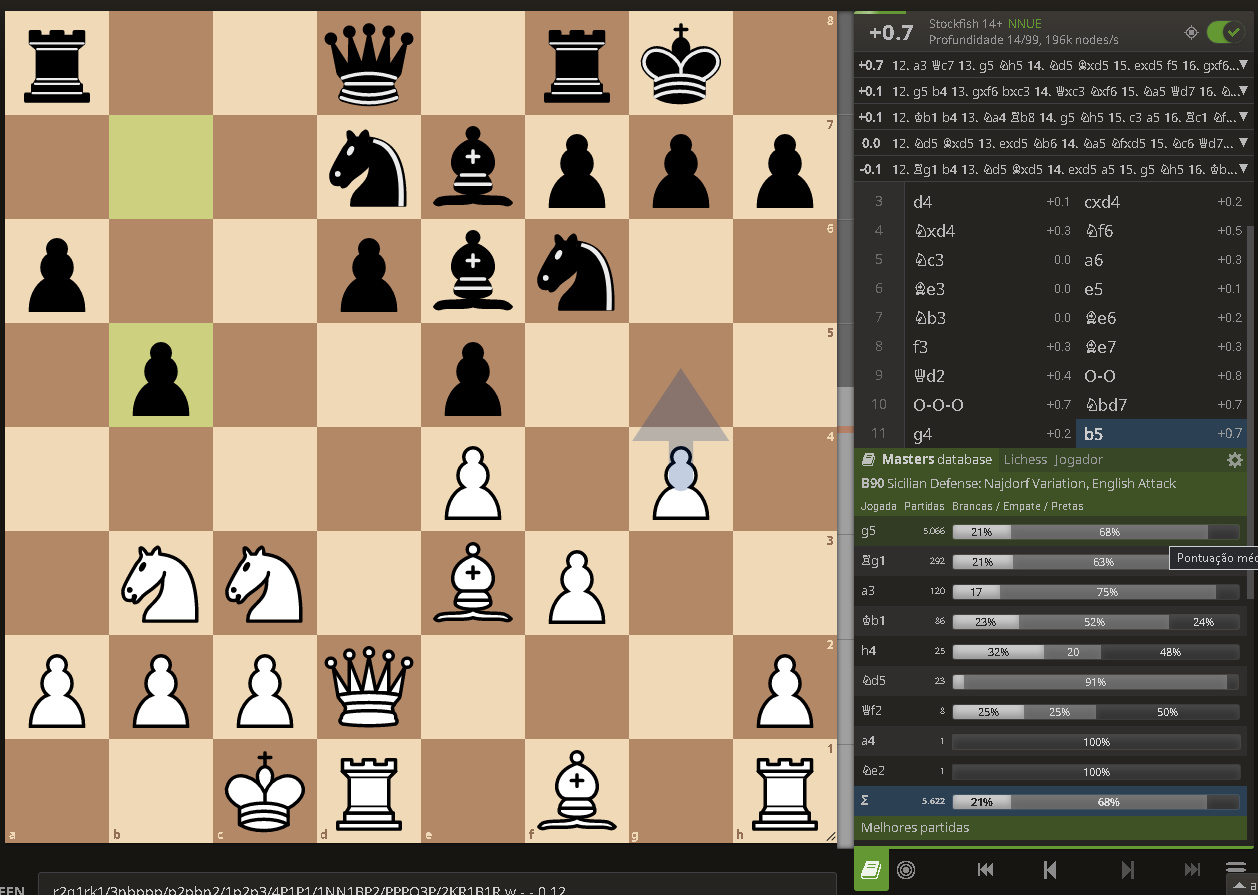 8
7
6
5
4
3
2
1
a b c d e f g h
FEN r2q1rk1/3nbppp/p2pbn2/1p2p3/4P1P1/1NN1BP2/PPPQ3P/2KR1B1R w - - 0 12
+0.7 Stockfish 14+ NNUE
Profundidade 14/99, 196k nodes/s
+0.7 12. a3 ♕c7 13. g5 ♘h5 14. ♘d5 ♗xd5 15. exd5 f5 16. gxf6...
+0.1 12. g5 b4 13. gxf6 bxc3 14. ♕xc3 ♘xf6 15. ♘a5 ♕d7 16. ♘...
+0.1 12. ♔b1 b4 13. ♘a4 ♖b8 14. g5 ♘h5 15. c3 a5 16. ♖c1 ♘f...
0.0 12. ♘d5 ♗xd5 13. exd5 ♘b6 14. ♘a5 ♘fxd5 15. ♘c6 ♕d7...
-0.1 12. ♖g1 b4 13. ♘d5 ♗xd5 14. exd5 a5 15. g5 ♘h5 16. ♔b...
3 d4 +0.1 cxd4 +0.2
4 ♘xd4 +0.3 ♘f6 +0.5
5 ♘c3 0.0 a6 +0.3
6 ♗e3 0.0 e5 +0.1
7 ♘b3 0.0 ♗e6 +0.2
8 f3 +0.3 ♗e7 +0.3
9 ♕d2 +0.4 O-O +0.8
10 O-O-O +0.7 ♘bd7 +0.7
11 g4 +0.2 b5 +0.7
Masters database Lichess Jogador
B90 Sicilian Defense: Najdorf Variation, English Attack
Jogada Partidas Brancas / Empate / Pretas
g5 5.066 21% 68%
♖g1 292 21% 63%
Pontuação méd
a3 120 17 75%
♔b1 86 23% 52% 24%
h4 25 32% 20 48%
♘d5 23 91%
♕f2 8 25% 25% 50%
a4 1 100%
♘e2 1 100%
Σ 5.622 21% 68%
Melhores partidas